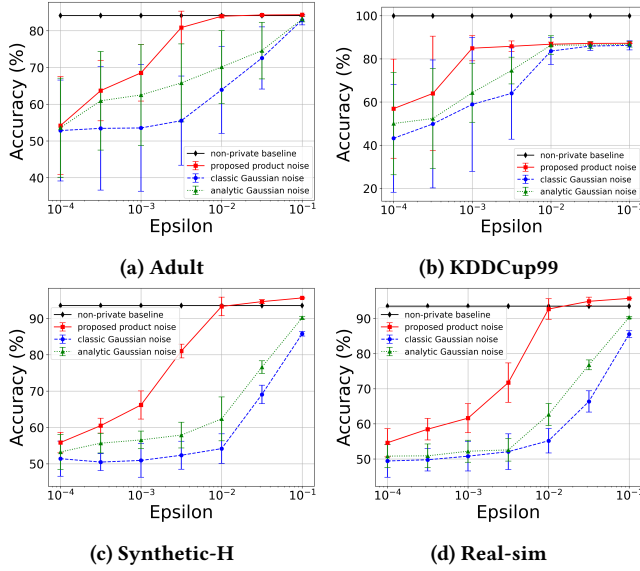 Accuracy (%)
80
70
60
50
40
non-private baseline
proposed product noise
classic Gaussian noise
analytic Gaussian noise
10⁻⁴
10⁻³
10⁻²
10⁻¹
Epsilon
(a) Adult
Accuracy (%)
100
80
60
40
20
non-private baseline
proposed product noise
classic Gaussian noise
analytic Gaussian noise
10⁻⁴
10⁻³
10⁻²
10⁻¹
Epsilon
(b) KDDCup99
Accuracy (%)
90
80
70
60
50
non-private baseline
proposed product noise
classic Gaussian noise
analytic Gaussian noise
10⁻⁴
10⁻³
10⁻²
10⁻¹
Epsilon
(c) Synthetic-H
Accuracy (%)
90
80
70
60
50
non-private baseline
proposed product noise
classic Gaussian noise
analytic Gaussian noise
10⁻⁴
10⁻³
10⁻²
10⁻¹
Epsilon
(d) Real-sim